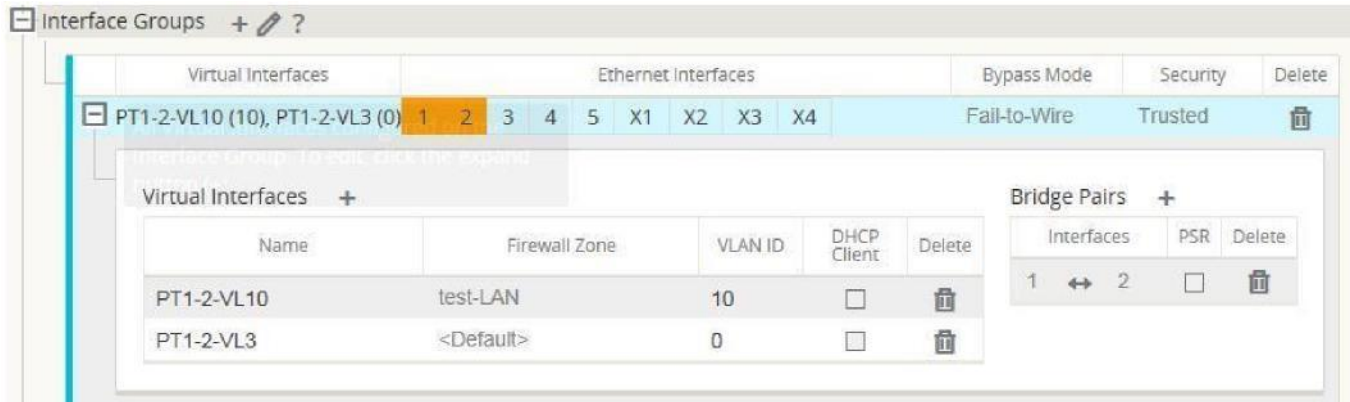 Interface Groups + ?
Virtual Interfaces Ethernet Interfaces Bypass Mode Security Delete
PT1-2-VL10 (10), PT1-2-VL3 (0) 1 2 3 4 5 X1 X2 X3 X4 Fail-to-Wire Trusted
Interface Group. To edit, click the expand
Virtual Interfaces + Bridge Pairs +
Name Firewall Zone VLAN ID DHCP Client Delete Interfaces PSR Delete
PT1-2-VL10 test-LAN 10 1 ↔ 2
PT1-2-VL3 <Default> 0